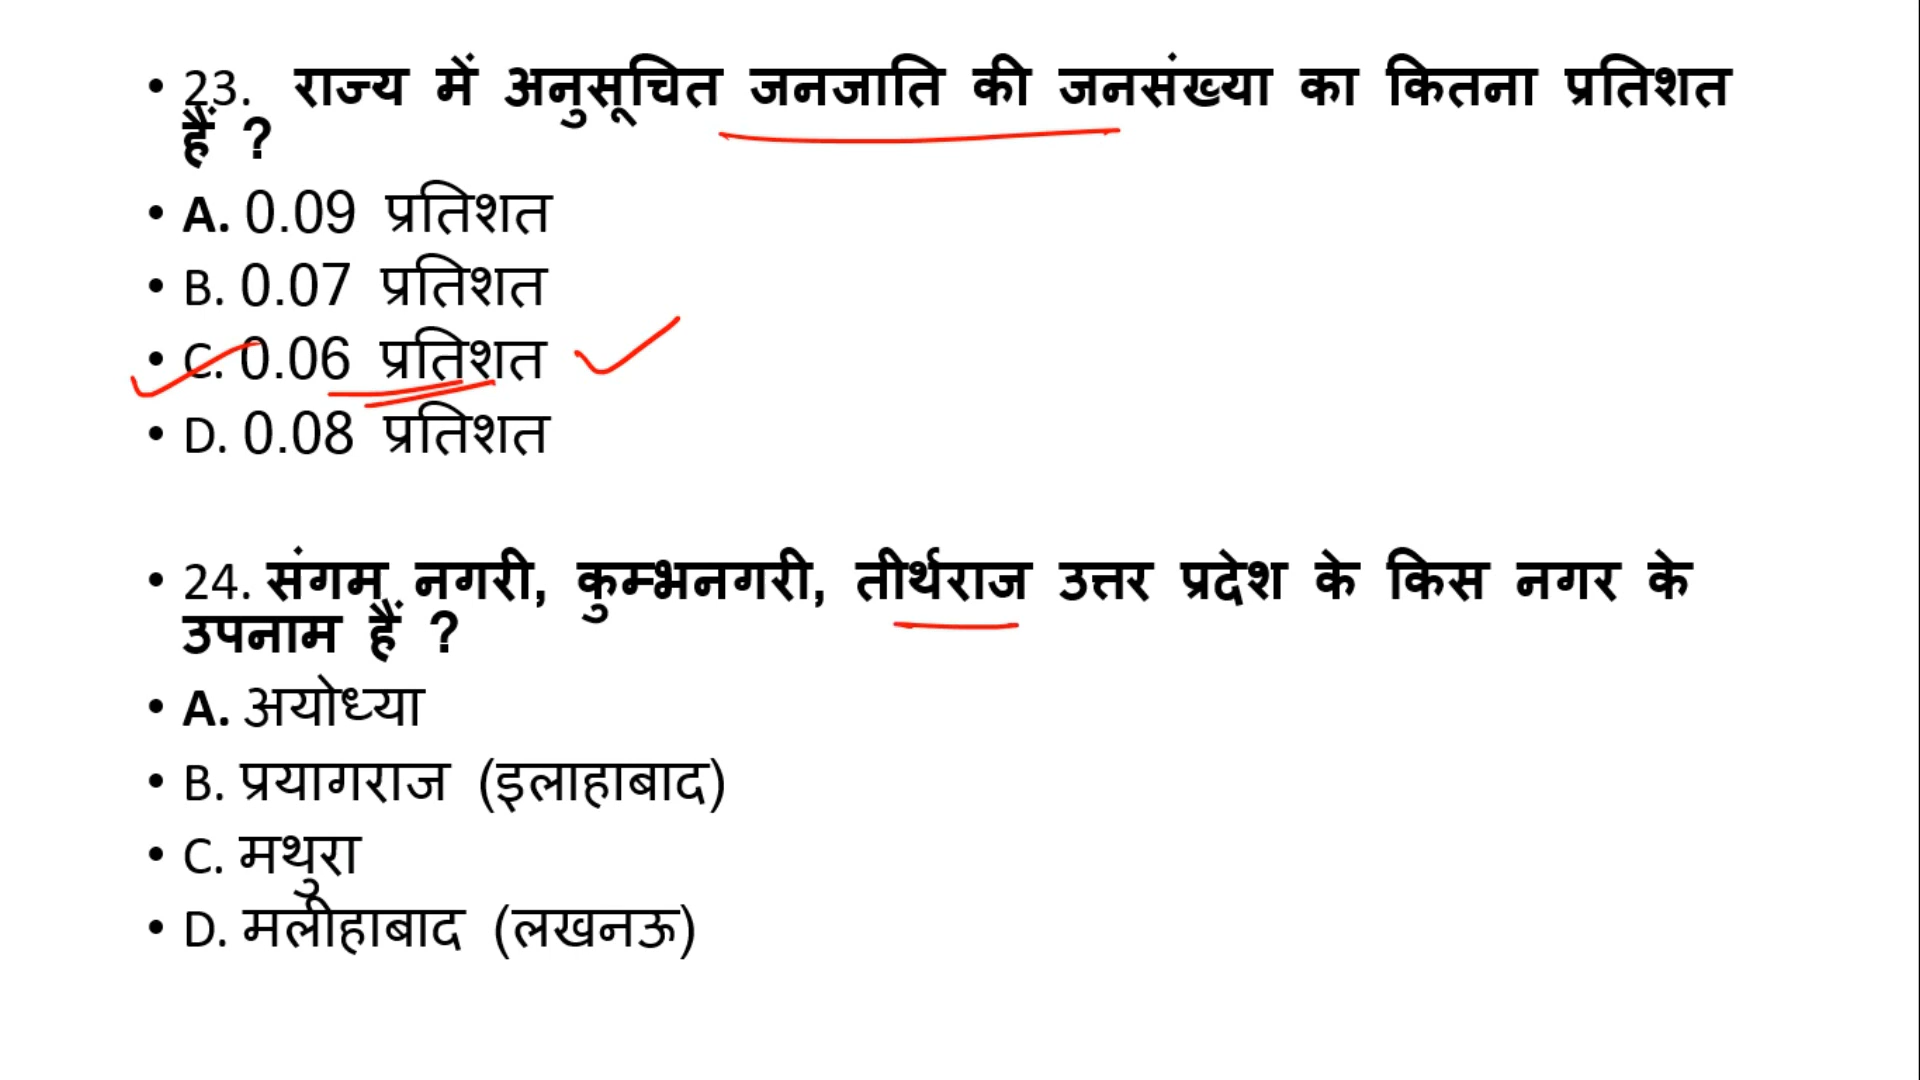 • 23. राज्य में अनुसूचित जनजाति की जनसंख्या का कितना प्रतिशत
हैं ?
• A. 0.09 प्रतिशत
• B. 0.07 प्रतिशत
• C. 0.06 प्रतिशत
• D. 0.08 प्रतिशत
• 24. संगम नगरी, कुम्भनगरी, तीर्थराज उत्तर प्रदेश के किस नगर के
उपनाम हैं ?
• A. अयोध्या
• B. प्रयागराज (इलाहाबाद)
• C. मथुरा
• D. मलीहाबाद (लखनऊ)